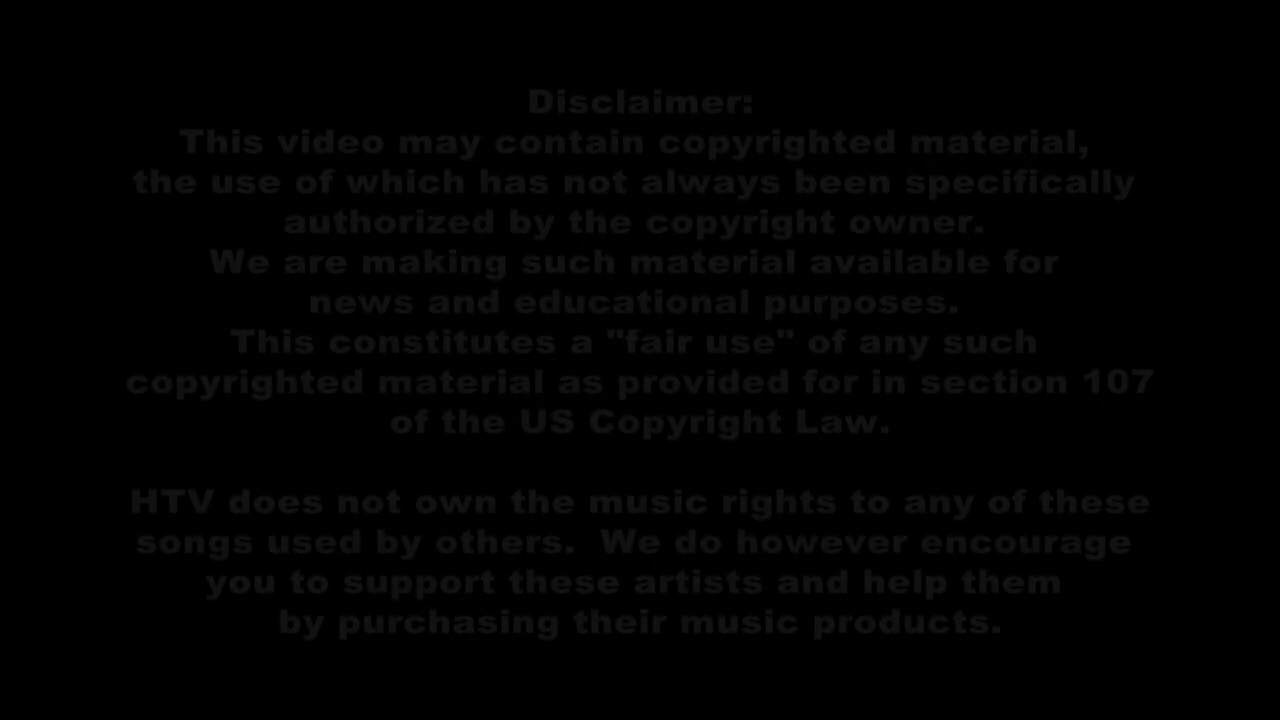 Disclaimer:
This video may contain copyrighted material,
the use of which has not always been specifically
authorized by the copyright owner.
We are making such material available for
news and educational purposes.
This constitutes a "fair use" of any such
copyrighted material as provided for in section 107
of the US Copyright Law.
HTV does not own the music rights to any of these
songs used by others.  We do however encourage
you to support these artists and help them
by purchasing their music products.